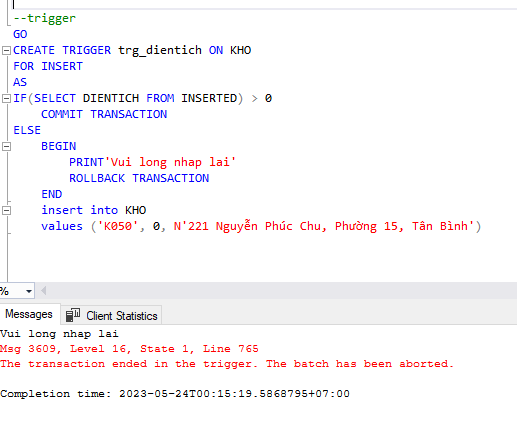 --trigger
GO
CREATE TRIGGER trg_dientich ON KHO
FOR INSERT
AS
IF(SELECT DIENTICH FROM INSERTED) > 0
COMMIT TRANSACTION
ELSE
BEGIN
PRINT'Vui long nhap lai'
ROLLBACK TRANSACTION
END
insert into KHO
values ('K050', 0, N'221 Nguyễn Phúc Chu, Phường 15, Tân Bình')
%
Messages Client Statistics
Vui long nhap lai
Msg 3609, Level 16, State 1, Line 765
The transaction ended in the trigger. The batch has been aborted.
Completion time: 2023-05-24T00:15:19.5868795+07:00